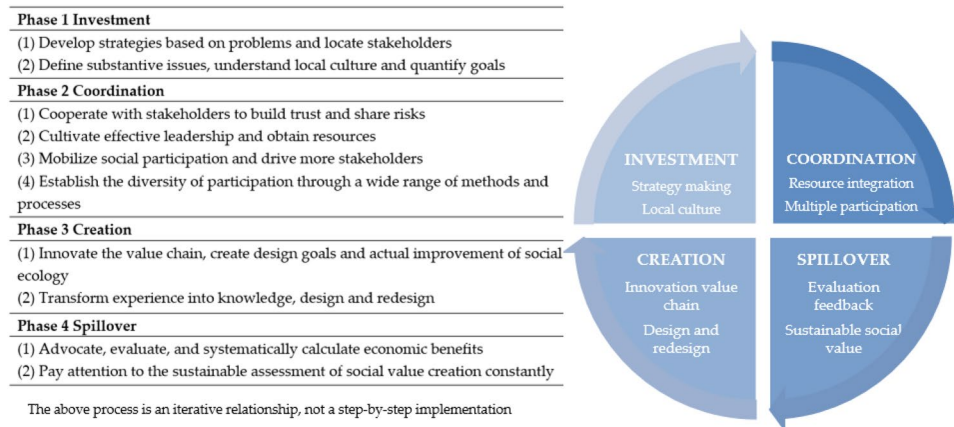 Phase 1 Investment
(1) Develop strategies based on problems and locate stakeholders
(2) Define substantive issues, understand local culture and quantify goals
Phase 2 Coordination
(1) Cooperate with stakeholders to build trust and share risks
(2) Cultivate effective leadership and obtain resources
(3) Mobilize social participation and drive more stakeholders
(4) Establish the diversity of participation through a wide range of methods and
processes
Phase 3 Creation
(1) Innovate the value chain, create design goals and actual improvement of social
ecology
(2) Transform experience into knowledge, design and redesign
Phase 4 Spillover
(1) Advocate, evaluate, and systematically calculate economic benefits
(2) Pay attention to the sustainable assessment of social value creation constantly
The above process is an iterative relationship, not a step-by-step implementation
INVESTMENT
Strategy making
Local culture
COORDINATION
Resource integration
Multiple participation
CREATION
Innovation value
chain
Design and
redesign
SPILLOVER
Evaluation
feedback
Sustainable social
value